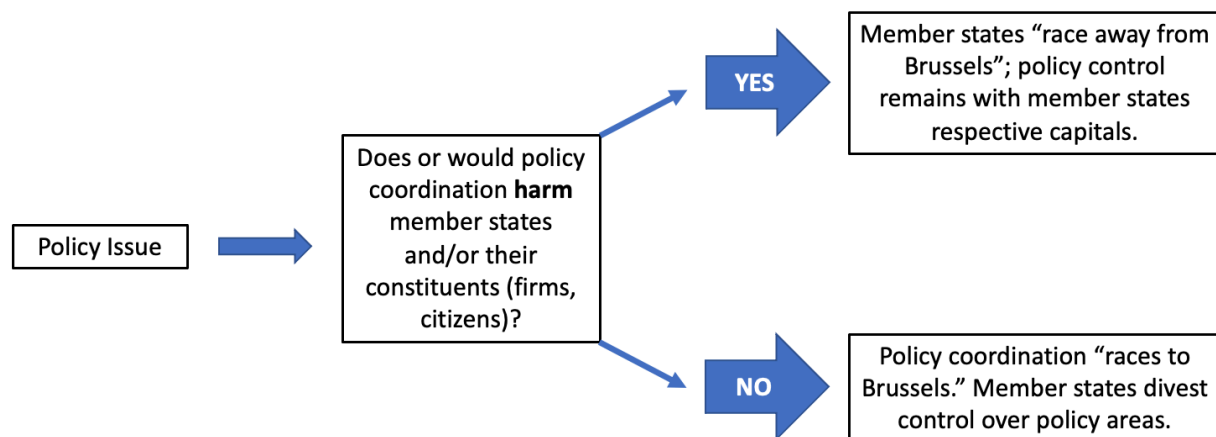 Policy Issue
Does or would policy
coordination harm
member states
and/or their
constituents (firms,
citizens)?
YES
Member states “race away from
Brussels”; policy control
remains with member states
respective capitals.
NO
Policy coordination “races to
Brussels.” Member states divest
control over policy areas.